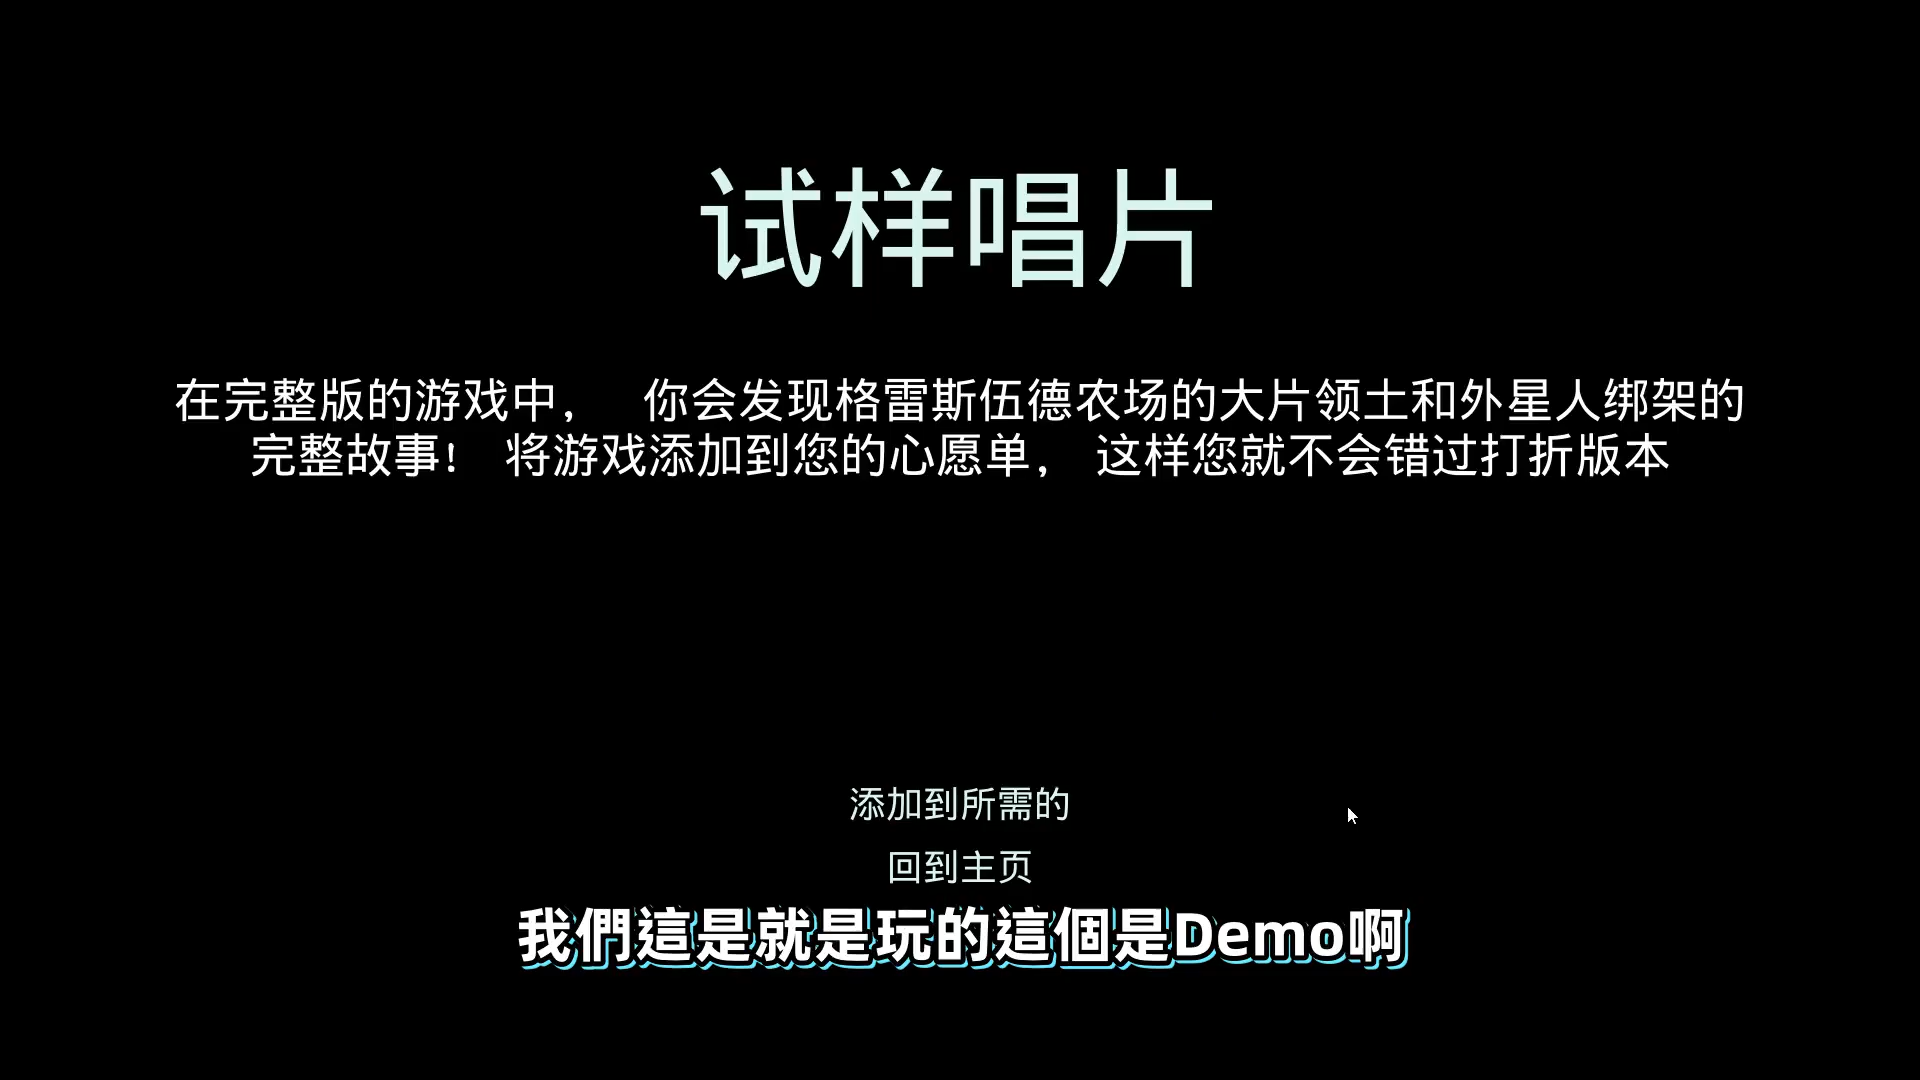 试样唱片
在完整版的游戏中， 你会发现格雷斯伍德农场的大片领土和外星人绑架的
完整故事！ 将游戏添加到您的心愿单， 这样您就不会错过打折版本
添加到所需的
回到主页
我們這是就是玩的這個是Demo啊